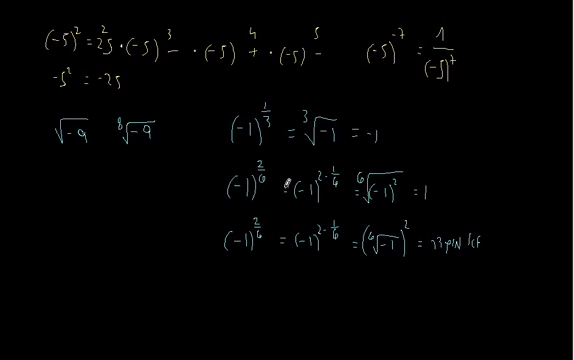 (-5)² = 25 · (-5)³ - · (-5)⁴ + · (-5)⁵ - (-5)⁻⁷ = 1/(-5)⁷
-5² = -25
√-9 ⁸√-9 (-1)^(1/3) = ³√-1 = -1
(-1)^(2/6) = (-1)^(2·1/6) = ⁶√(-1)² = 1
(-1)^(2/6) = (-1)^(2·1/6) = (⁶√-1)² =